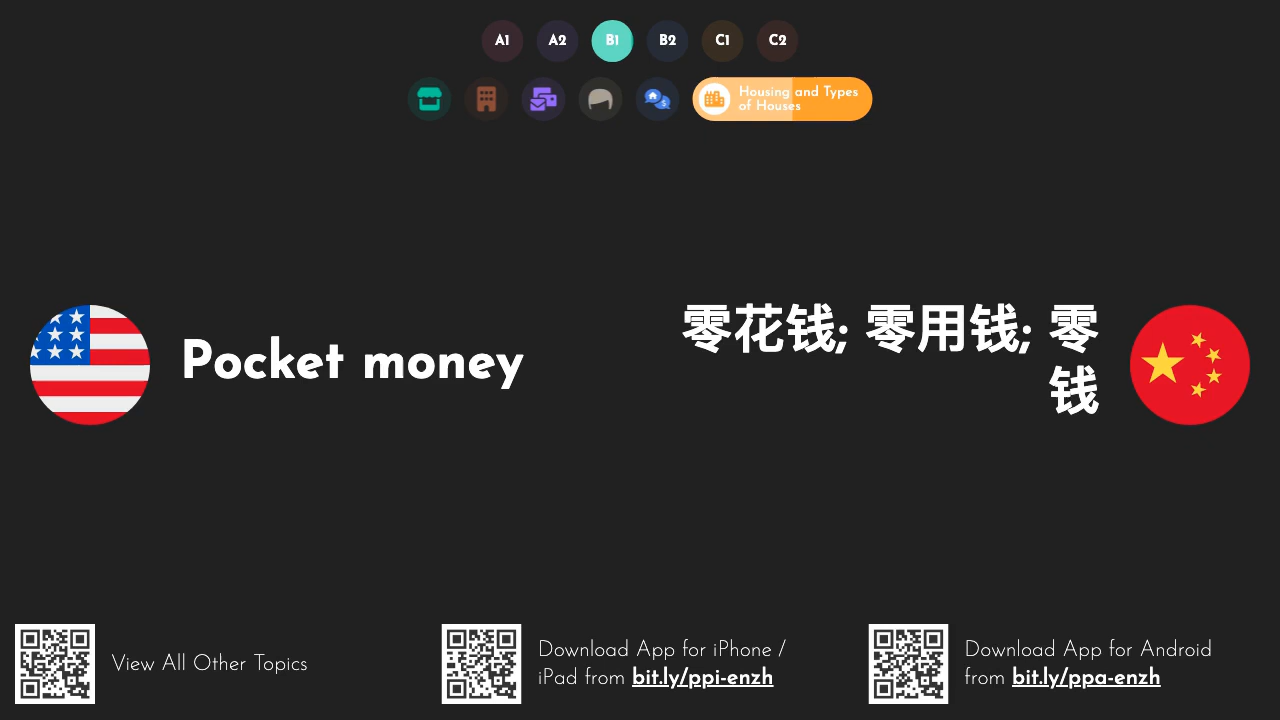 A1 A2 B1 B2 C1 C2
Housing and Types
of Houses
Pocket money
零花钱; 零用钱; 零
钱
View All Other Topics
Download App for iPhone /
iPad from bit.ly/ppi-enzh
Download App for Android
from bit.ly/ppa-enzh